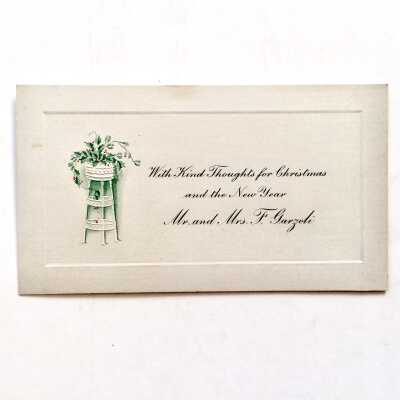 With Kind Thoughts for Christmas
and the New Year
Mr. and Mrs. F. Garzoli